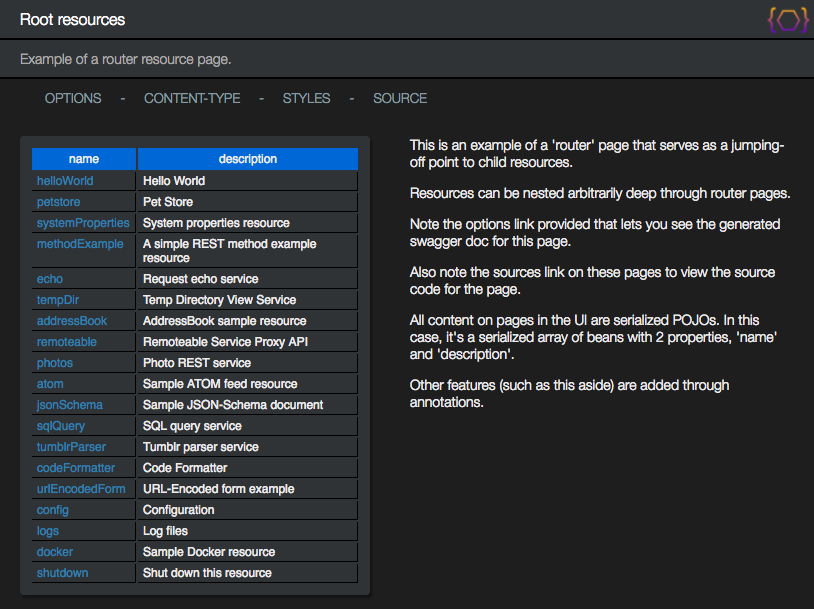 Root resources
Example of a router resource page.
OPTIONS - CONTENT-TYPE - STYLES - SOURCE
name description
helloWorld Hello World
petstore Pet Store
systemProperties System properties resource
methodExample A simple REST method example
resource
echo Request echo service
tempDir Temp Directory View Service
addressBook AddressBook sample resource
remoteable Remoteable Service Proxy API
photos Photo REST service
atom Sample ATOM feed resource
jsonSchema Sample JSON-Schema document
sqlQuery SQL query service
tumblrParser Tumblr parser service
codeFormatter Code Formatter
urlEncodedForm URL-Encoded form example
config Configuration
logs Log files
docker Sample Docker resource
shutdown Shut down this resource
This is an example of a 'router' page that serves as a jumping-
off point to child resources.
Resources can be nested arbitrarily deep through router pages.
Note the options link provided that lets you see the generated
swagger doc for this page.
Also note the sources link on these pages to view the source
code for the page.
All content on pages in the UI are serialized POJOs. In this
case, it's a serialized array of beans with 2 properties, 'name'
and 'description'.
Other features (such as this aside) are added through
annotations.